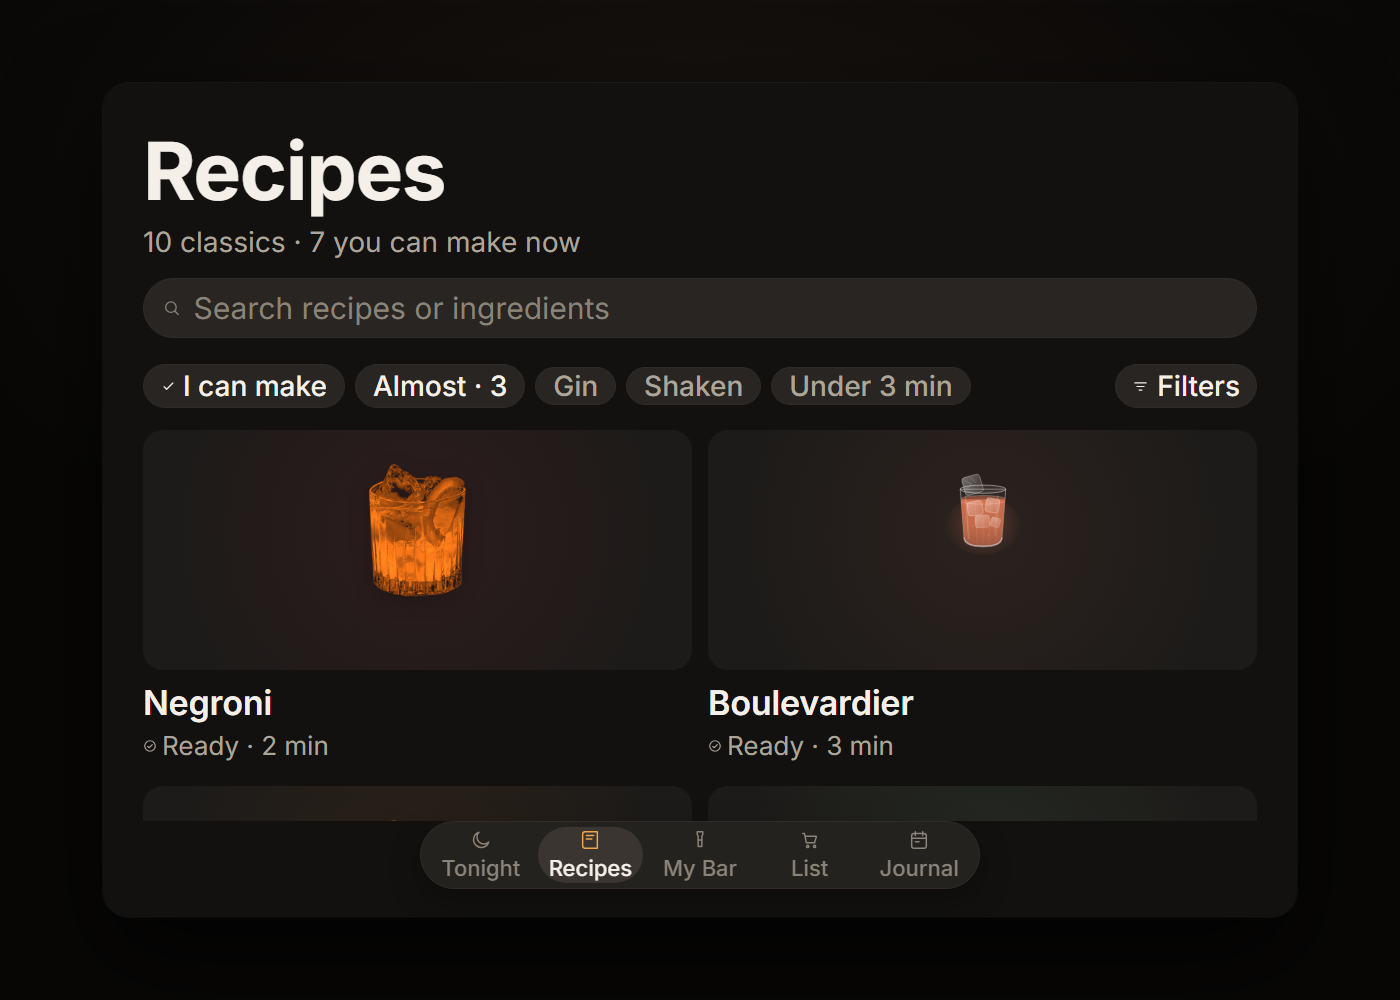 Recipes
10 classics · 7 you can make now
Search recipes or ingredients
I can make
Almost · 3
Gin
Shaken
Under 3 min
Filters
Negroni
Ready · 2 min
Boulevardier
Ready · 3 min
Tonight
Recipes
My Bar
List
Journal